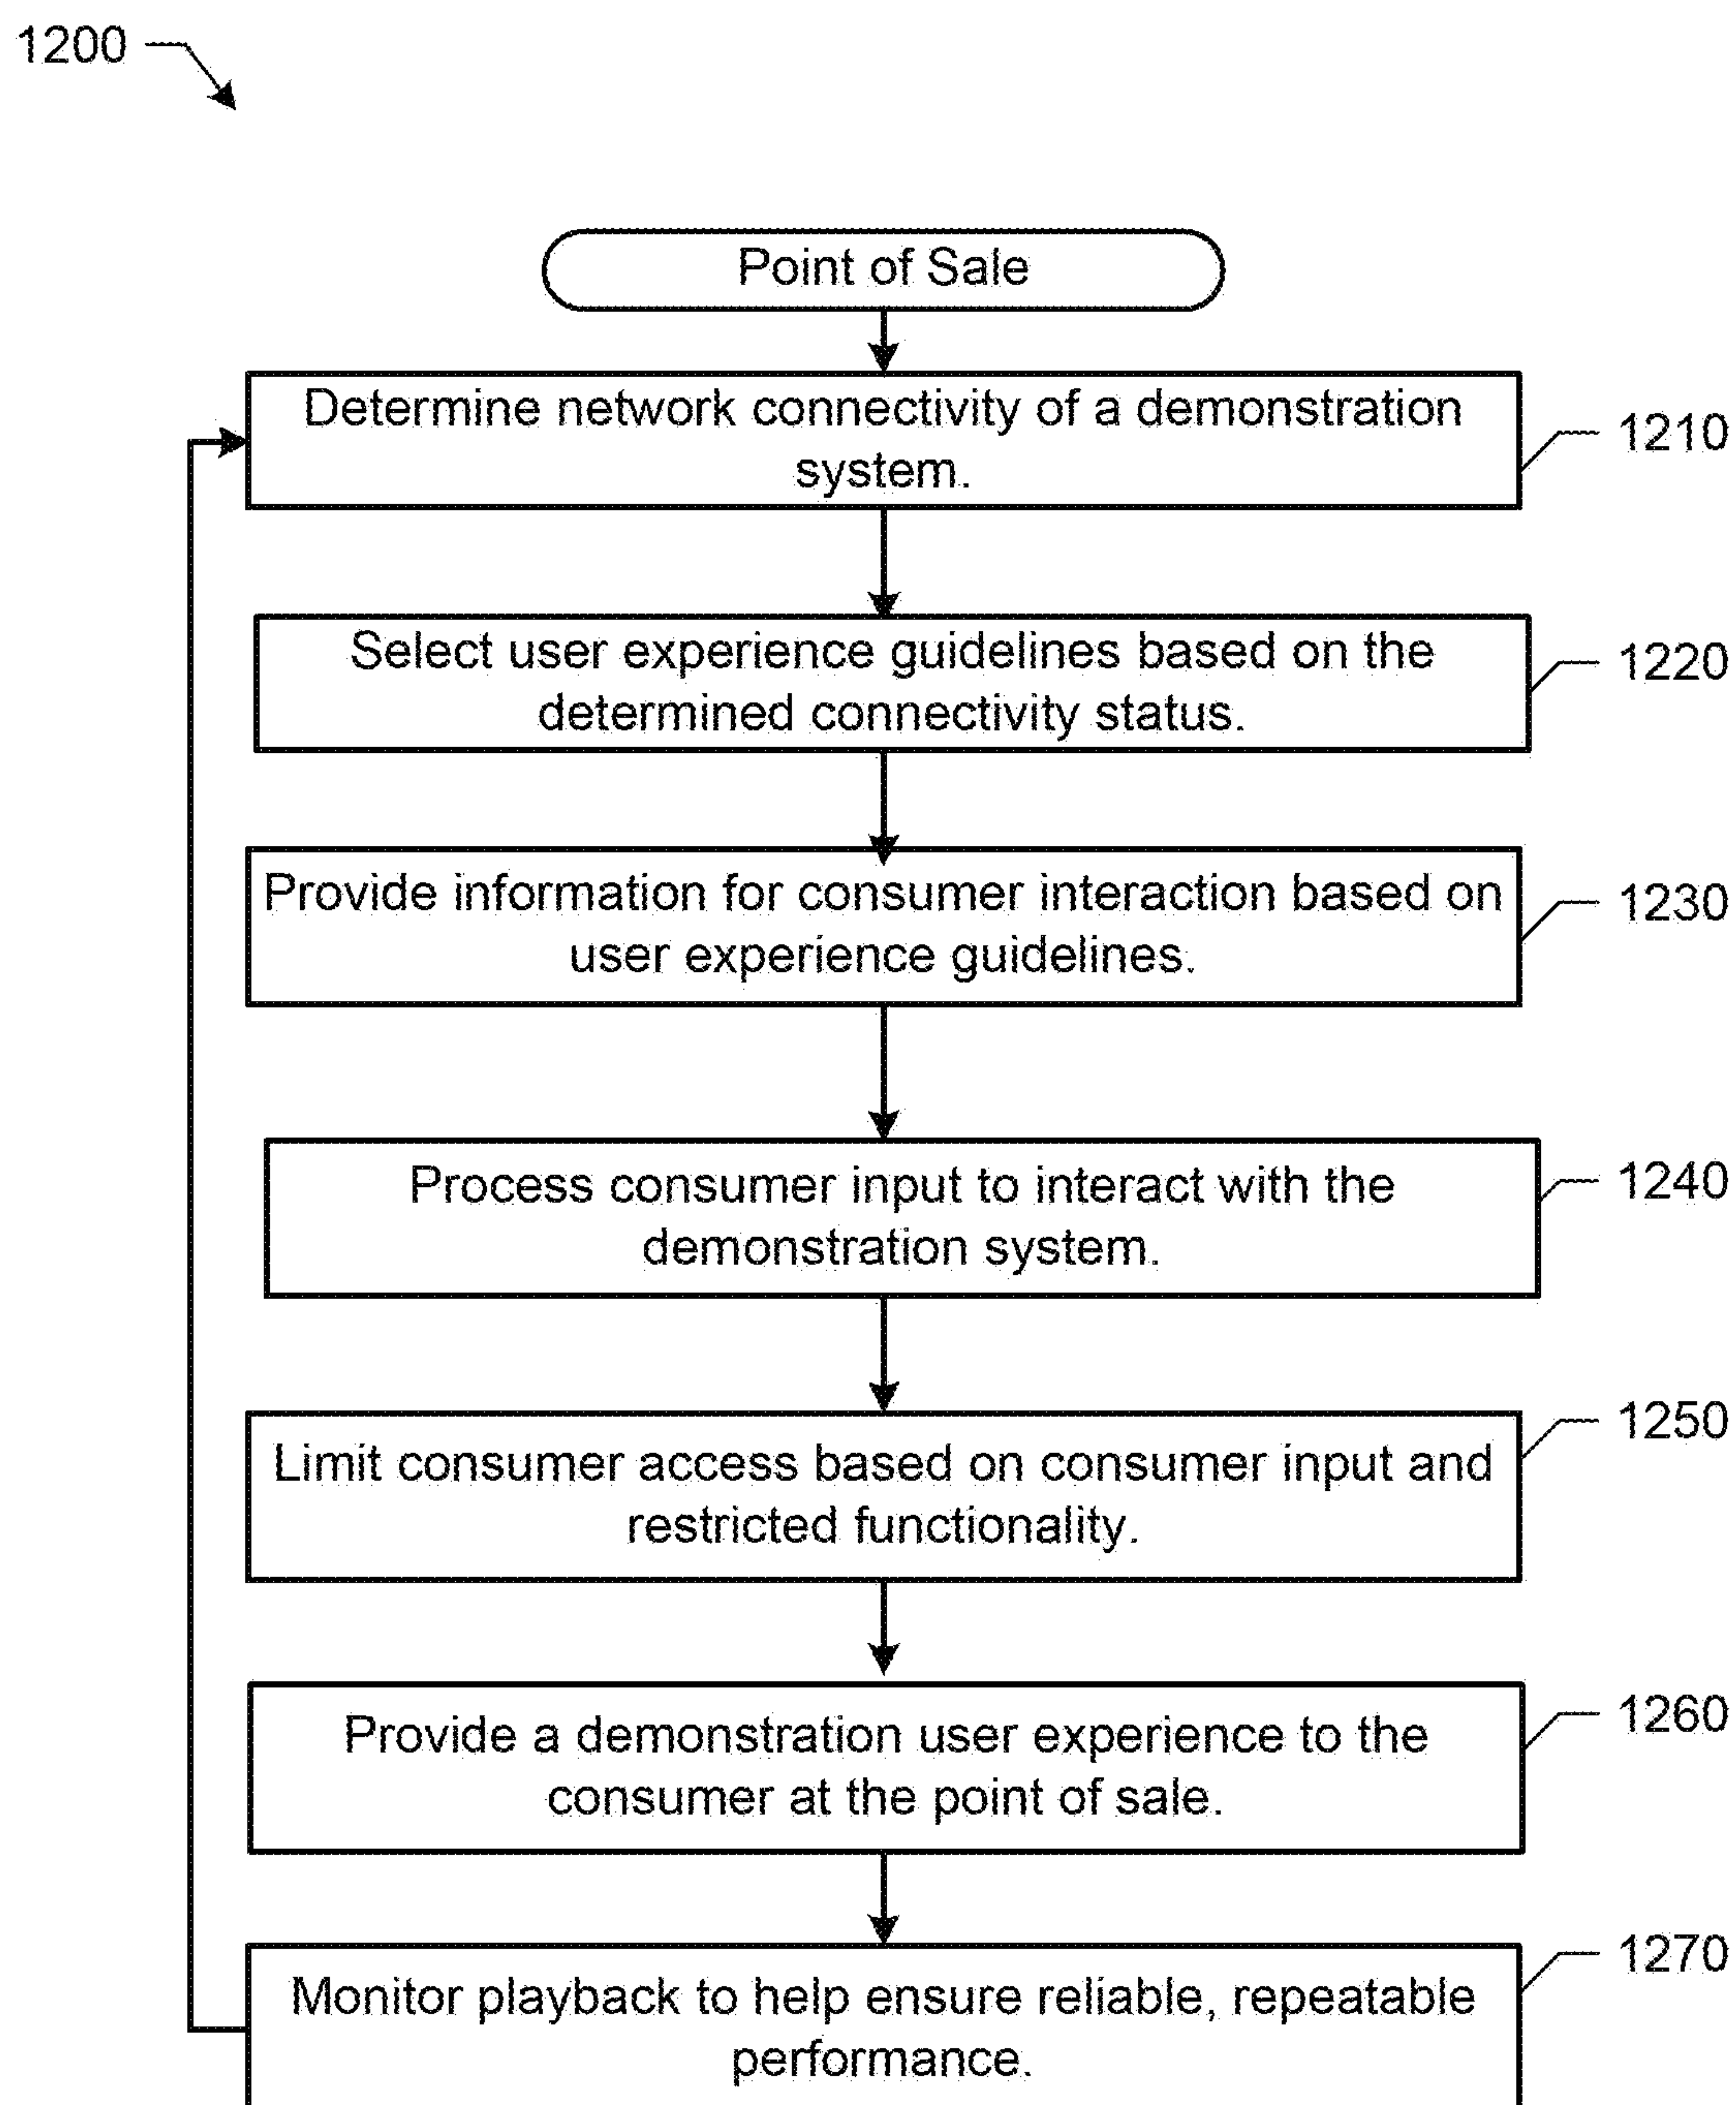 1200
Point of Sale
Determine network connectivity of a demonstration
system.
1210
Select user experience guidelines based on the
determined connectivity status.
1220
Provide information for consumer interaction based on
user experience guidelines.
1230
Process consumer input to interact with the
demonstration system.
1240
Limit consumer access based on consumer input and
restricted functionality.
1250
Provide a demonstration user experience to the
consumer at the point of sale.
1260
Monitor playback to help ensure reliable, repeatable
performance.
1270